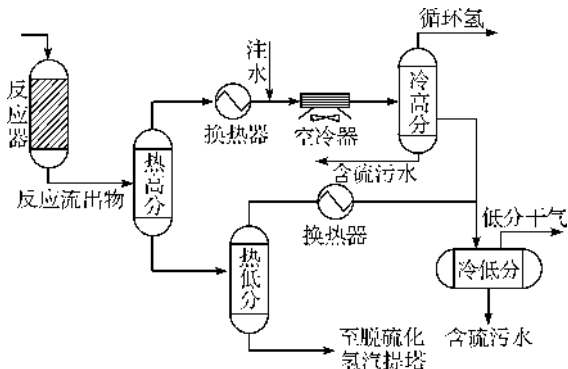 循环氢
注
水
反
应
器
冷
高
分
换热器
空冷器
含硫污水
热
高
分
反应流出物
低分干气
换热器
热
低
分
冷低分
含硫污水
至脱硫化
氢汽提塔